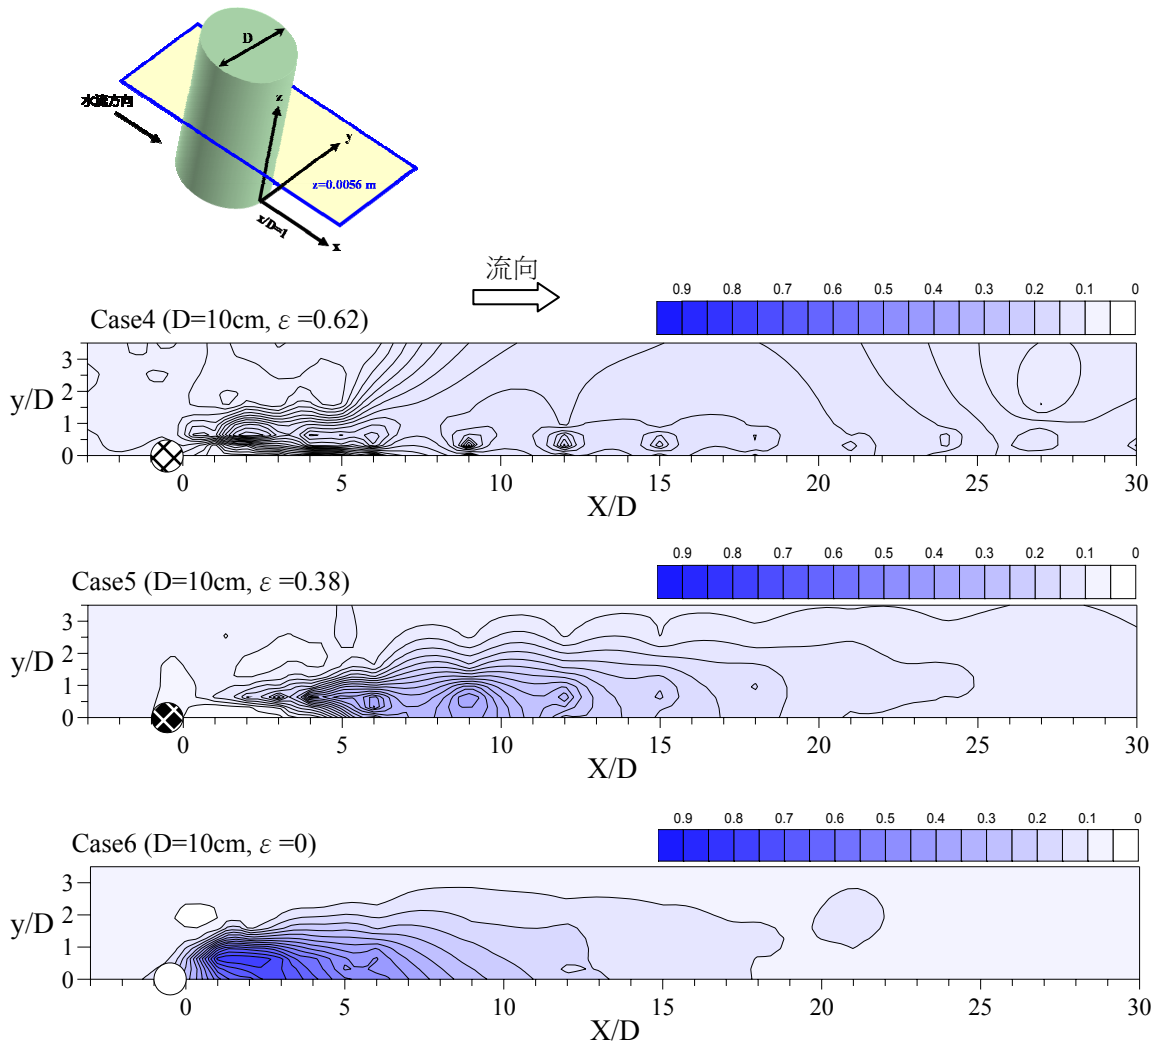 D
z
水流方向
y
z=0.0056 m
x/D=1
x
流向
0.9 0.8 0.7 0.6 0.5 0.4 0.3 0.2 0.1 0
Case4 (D=10cm, ε=0.62)
3
2
1
0
y/D
0 5 10 15 20 25 30
X/D
0.9 0.8 0.7 0.6 0.5 0.4 0.3 0.2 0.1 0
Case5 (D=10cm, ε=0.38)
3
2
1
0
y/D
0 5 10 15 20 25 30
X/D
0.9 0.8 0.7 0.6 0.5 0.4 0.3 0.2 0.1 0
Case6 (D=10cm, ε=0)
3
2
1
0
y/D
0 5 10 15 20 25 30
X/D